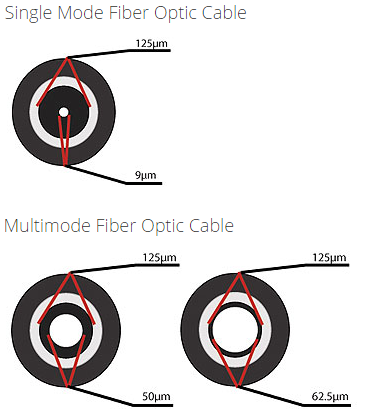 Single Mode Fiber Optic Cable
125µm
9µm
Multimode Fiber Optic Cable
125µm
125µm
50µm
62.5µm